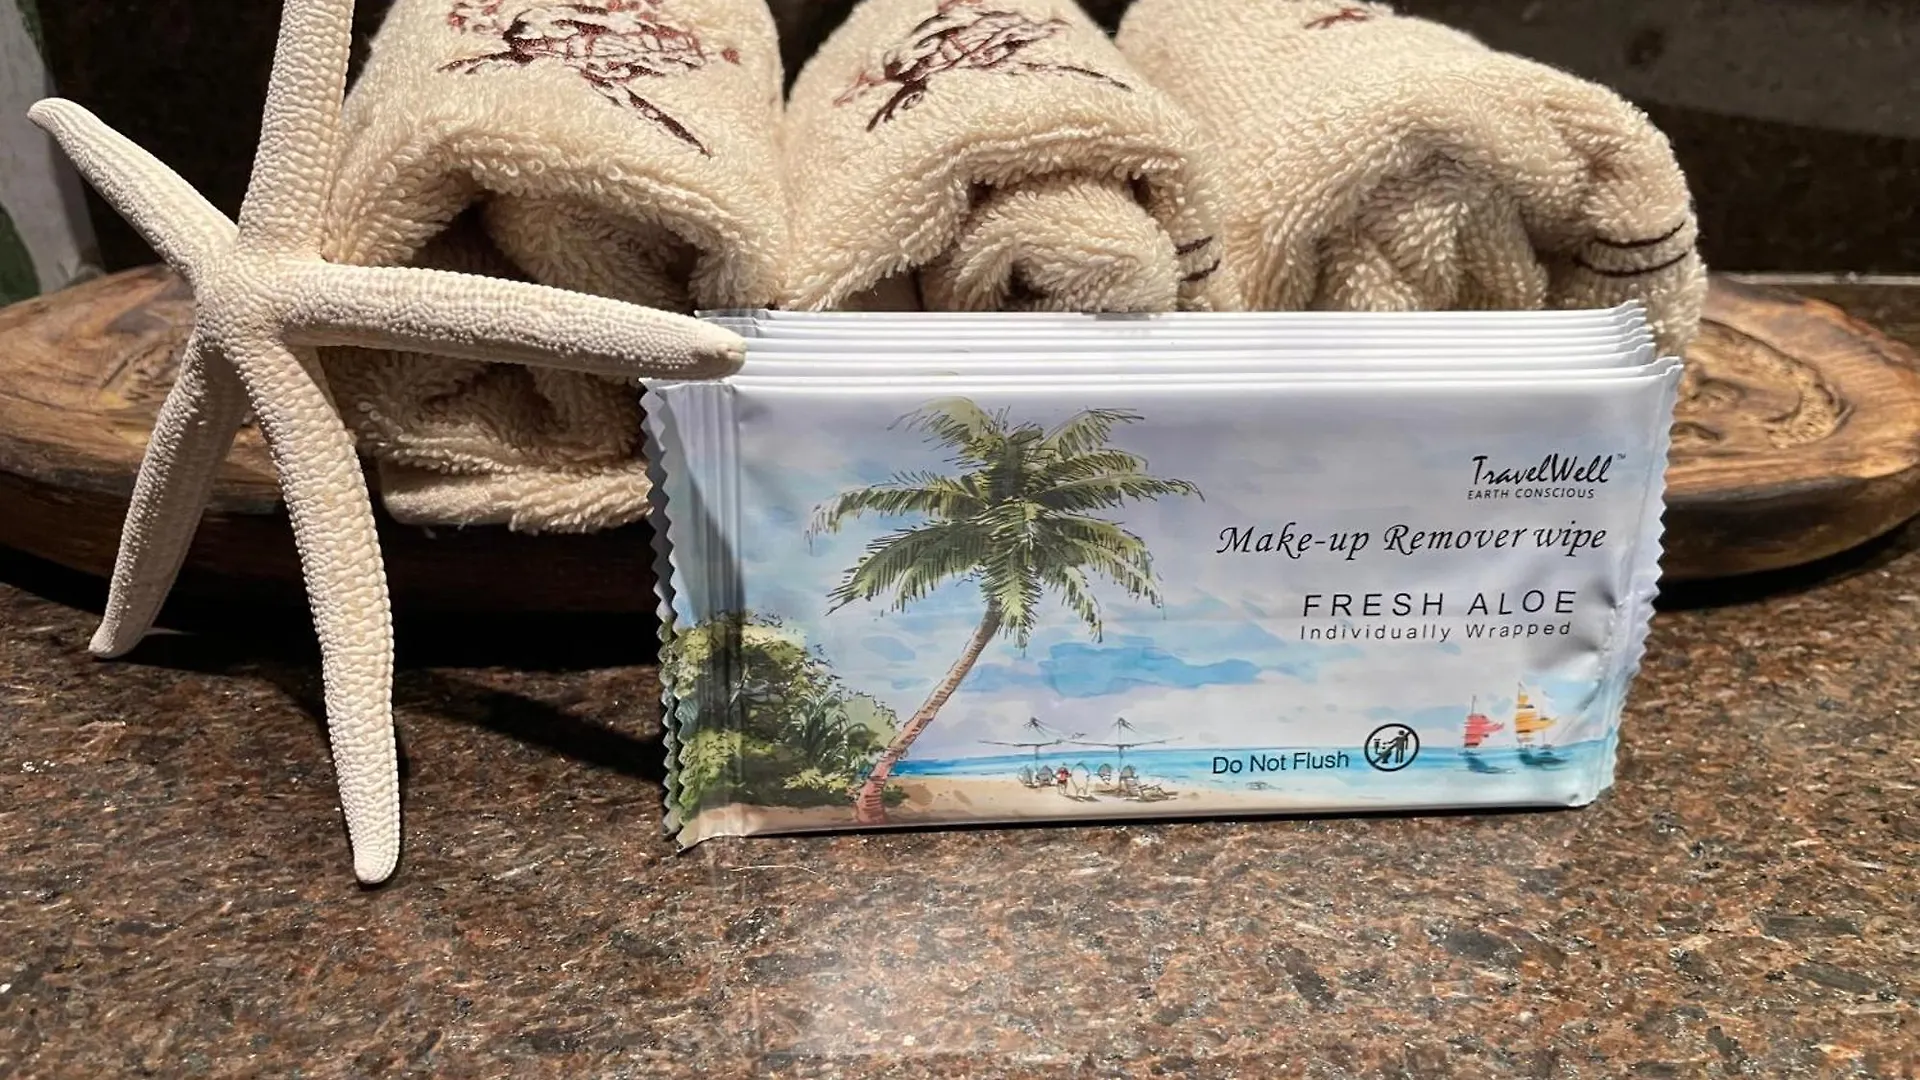 TravelWell™
EARTH CONSCIOUS
Make-up Remover wipe
FRESH ALOE
Individually Wrapped
Do Not Flush